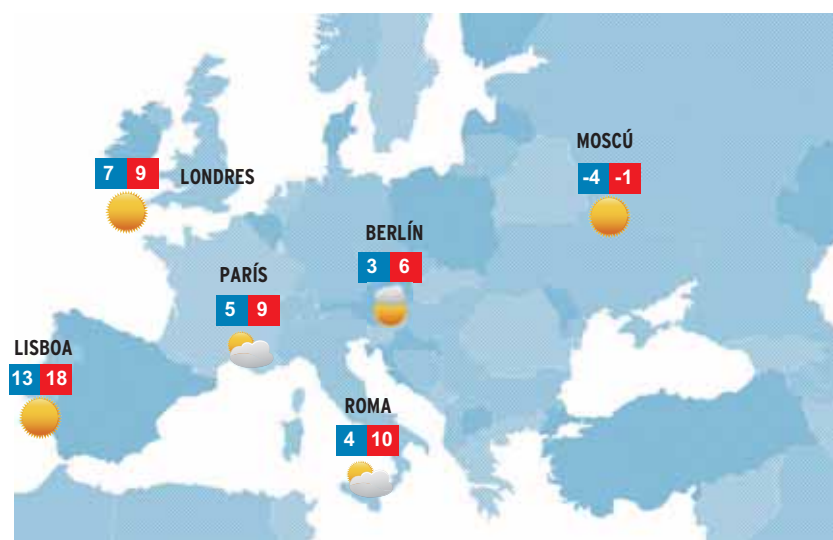 MOSCÚ
-4 -1
7 9 LONDRES
BERLÍN
3 6
PARÍS
5 9
LISBOA
13 18
ROMA
4 10